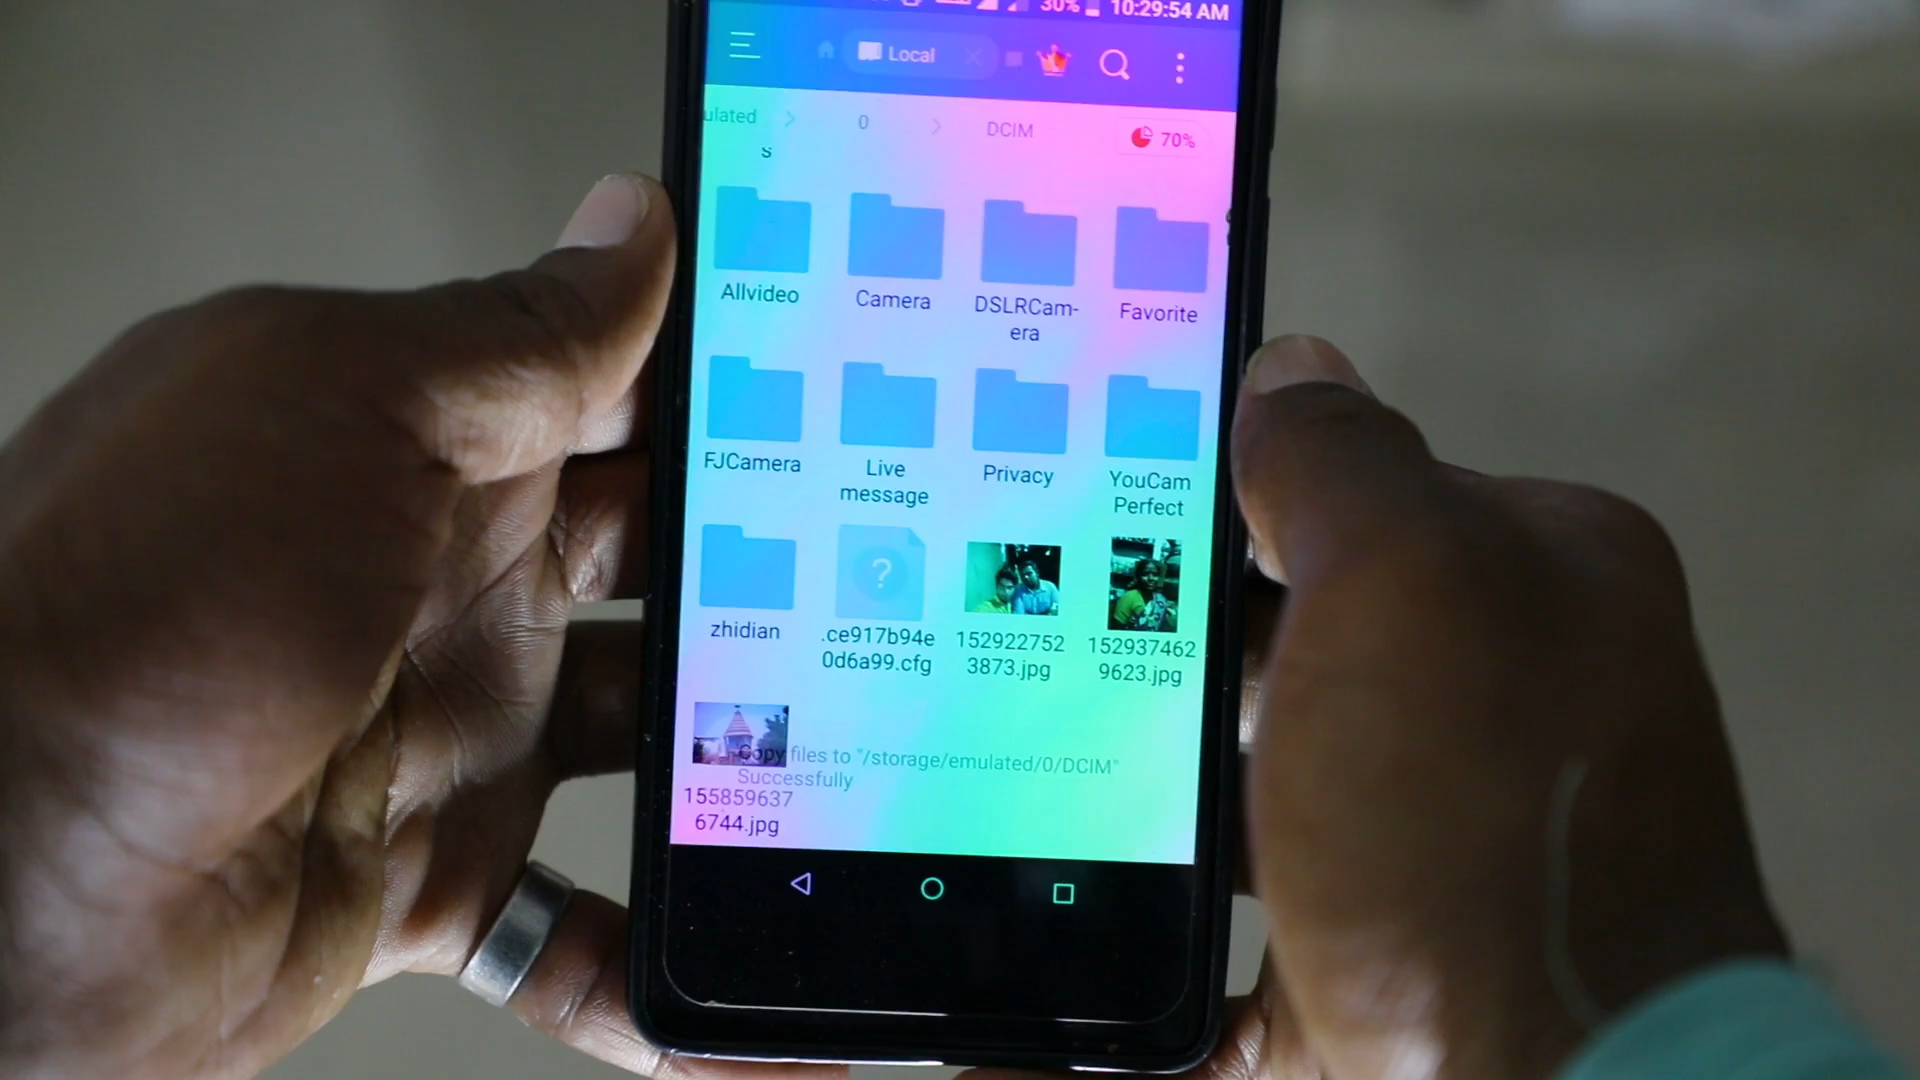 30% 10:29:54 AM
Local
ulated > 0 > DCIM 70%
s
Allvideo
Camera
DSLRCam-
era
Favorite
FJCamera
Live
message
Privacy
YouCam
Perfect
zhidian
?
.ce917b94e
0d6a99.cfg
152922752
3873.jpg
152937462
9623.jpg
Copy files to "/storage/emulated/0/DCIM"
Successfully
155859637
6744.jpg